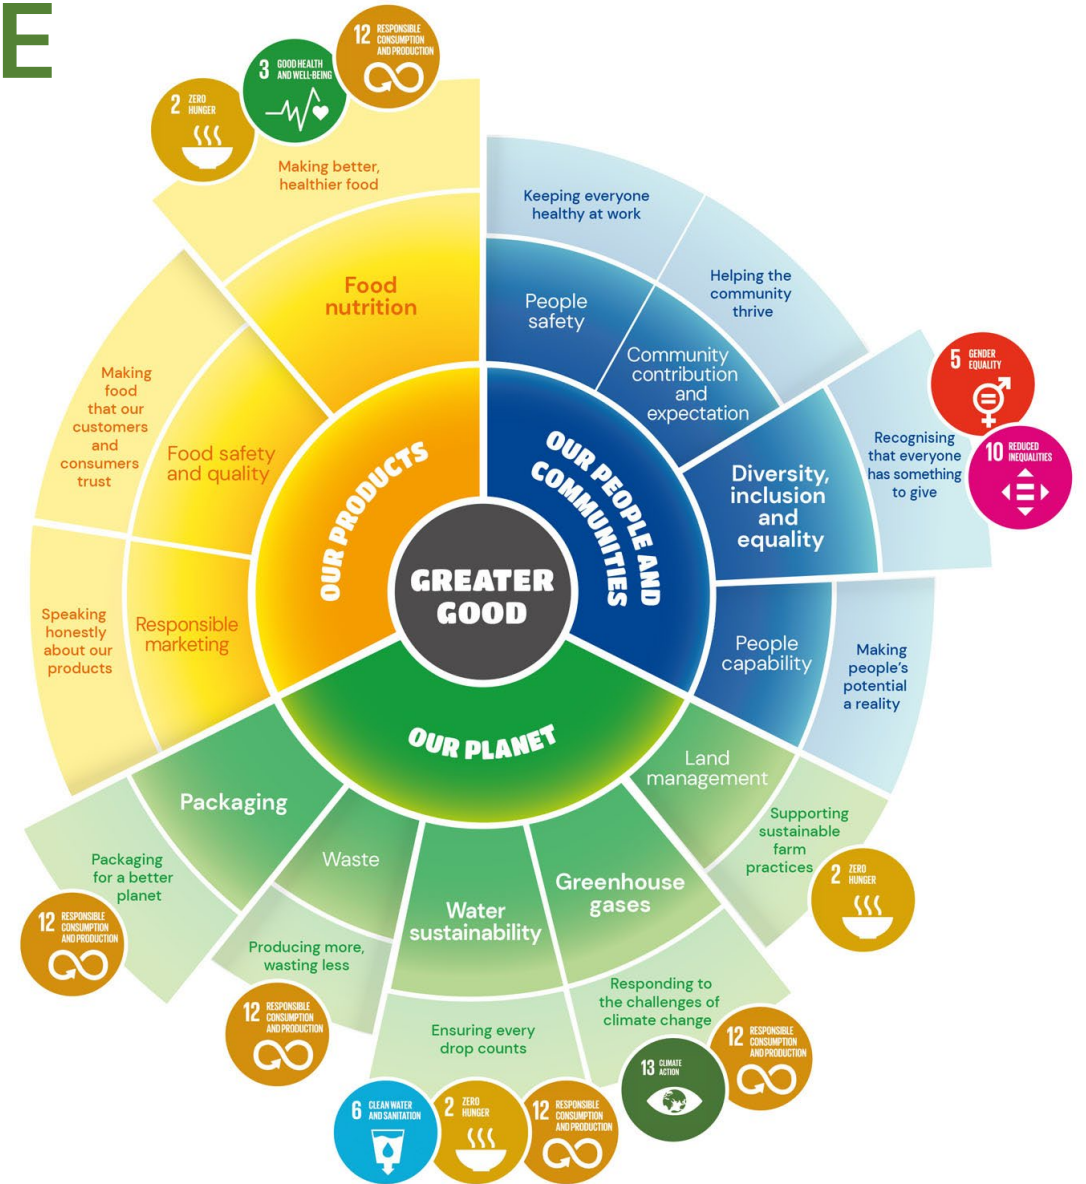 E
12 RESPONSIBLE
CONSUMPTION
AND PRODUCTION
3 GOOD HEALTH
AND WELL-BEING
2 ZERO
HUNGER
Making better,
healthier food
Food
nutrition
Making
food
that our
customers
and
consumers
trust
Food safety
and quality
Speaking
honestly
about our
products
Responsible
marketing
OUR PRODUCTS
Keeping everyone
healthy at work
People
safety
Helping the
community
thrive
Community
contribution
and
expectation
5 GENDER
EQUALITY
10 REDUCED
INEQUALITIES
Recognising
that everyone
has something
to give
Diversity,
inclusion
and
equality
People
capability
Making
people's
potential
a reality
OUR PEOPLE AND
COMMUNITIES
GREATER
GOOD
OUR PLANET
Land
management
Supporting
sustainable
farm
practices
2 ZERO
HUNGER
Greenhouse
gases
Responding to
the challenges of
climate change
13 CLIMATE
ACTION
12 RESPONSIBLE
CONSUMPTION
AND PRODUCTION
Water
sustainability
Ensuring every
drop counts
6 CLEAN WATER
AND SANITATION
2 ZERO
HUNGER
12 RESPONSIBLE
CONSUMPTION
AND PRODUCTION
Waste
Producing more,
wasting less
12 RESPONSIBLE
CONSUMPTION
AND PRODUCTION
Packaging
Packaging
for a better
planet
12 RESPONSIBLE
CONSUMPTION
AND PRODUCTION